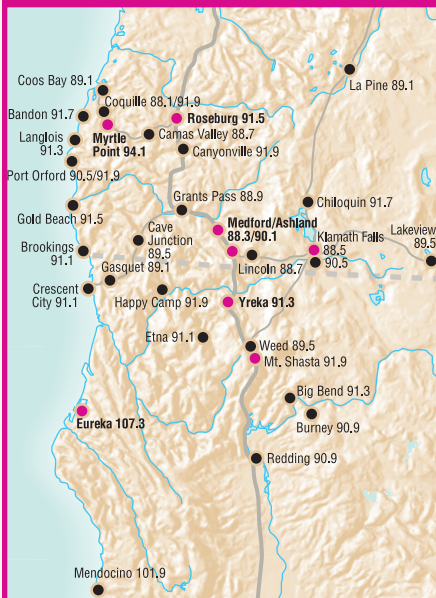 Coos Bay 89.1
La Pine 89.1
Coquille 88.1/91.9
Bandon 91.7
Roseburg 91.5
Myrtle
Point 94.1
Camas Valley 88.7
Langlois
91.3
Canyonville 91.9
Port Orford 90.5/91.9
Grants Pass 88.9
Chiloquin 91.7
Gold Beach 91.5
Medford/Ashland
88.3/90.1
Cave
Junction
89.5
Klamath Falls
88.5
90.5
Lakeview
89.5
Brookings
91.1
Lincoln 88.7
Gasquet 89.1
Crescent
City 91.1
Happy Camp 91.9
Yreka 91.3
Etna 91.1
Weed 89.5
Mt. Shasta 91.9
Big Bend 91.3
Burney 90.9
Eureka 107.3
Redding 90.9
Mendocino 101.9